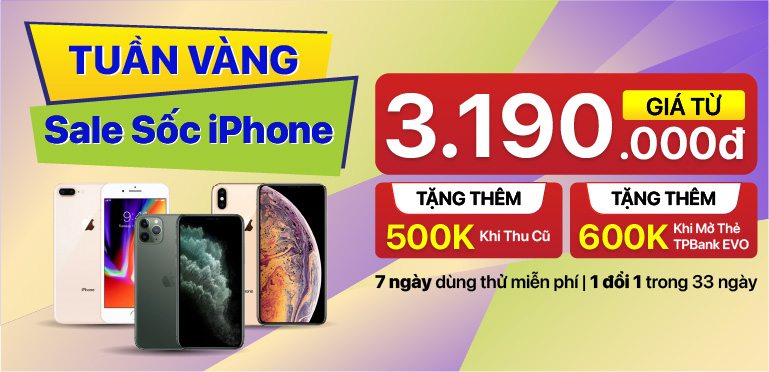 TUẦN VÀNG
Sale Sốc iPhone
GIÁ TỪ
3.190.000đ
TẶNG THÊM
500K Khi Thu Cũ
TẶNG THÊM
600K Khi Mở Thẻ
TPBank EVO
7 ngày dùng thử miễn phí | 1 đổi 1 trong 33 ngày
iPhone